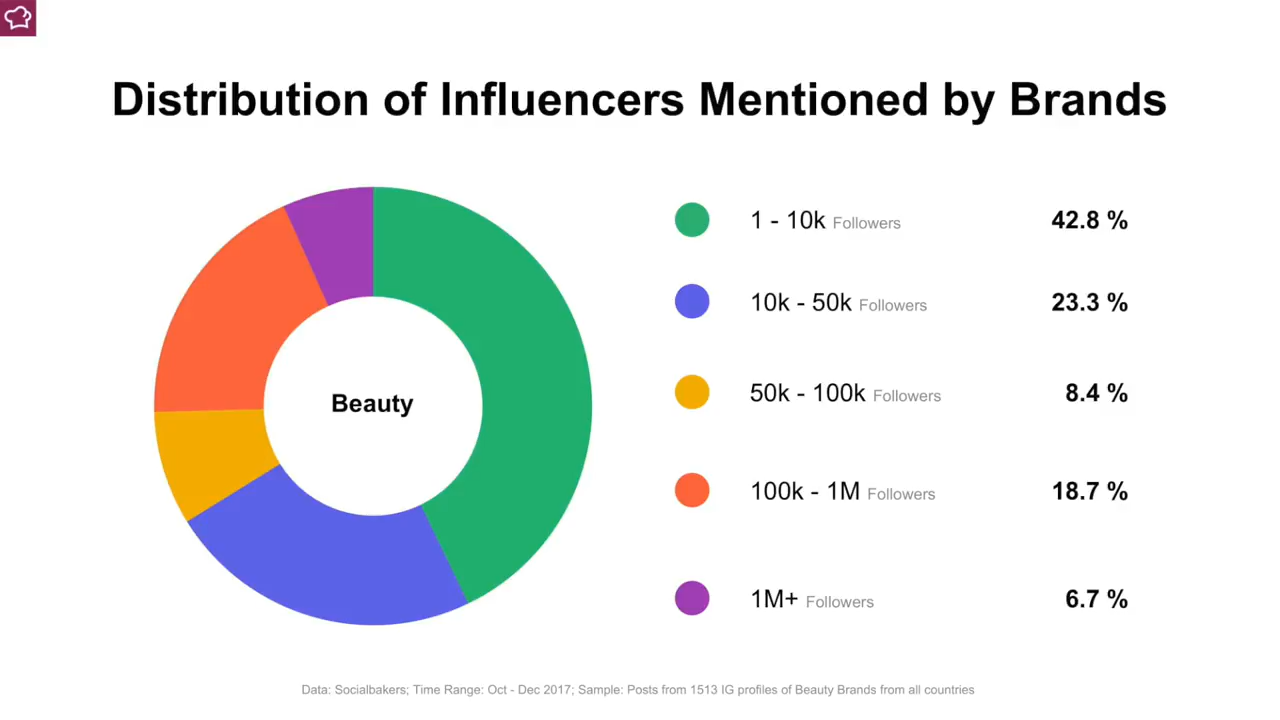 Distribution of Influencers Mentioned by Brands
Beauty
1 - 10k Followers 42.8 %
10k - 50k Followers 23.3 %
50k - 100k Followers 8.4 %
100k - 1M Followers 18.7 %
1M+ Followers 6.7 %
Data: Socialbakers; Time Range: Oct - Dec 2017; Sample: Posts from 1513 IG profiles of Beauty Brands from all countries